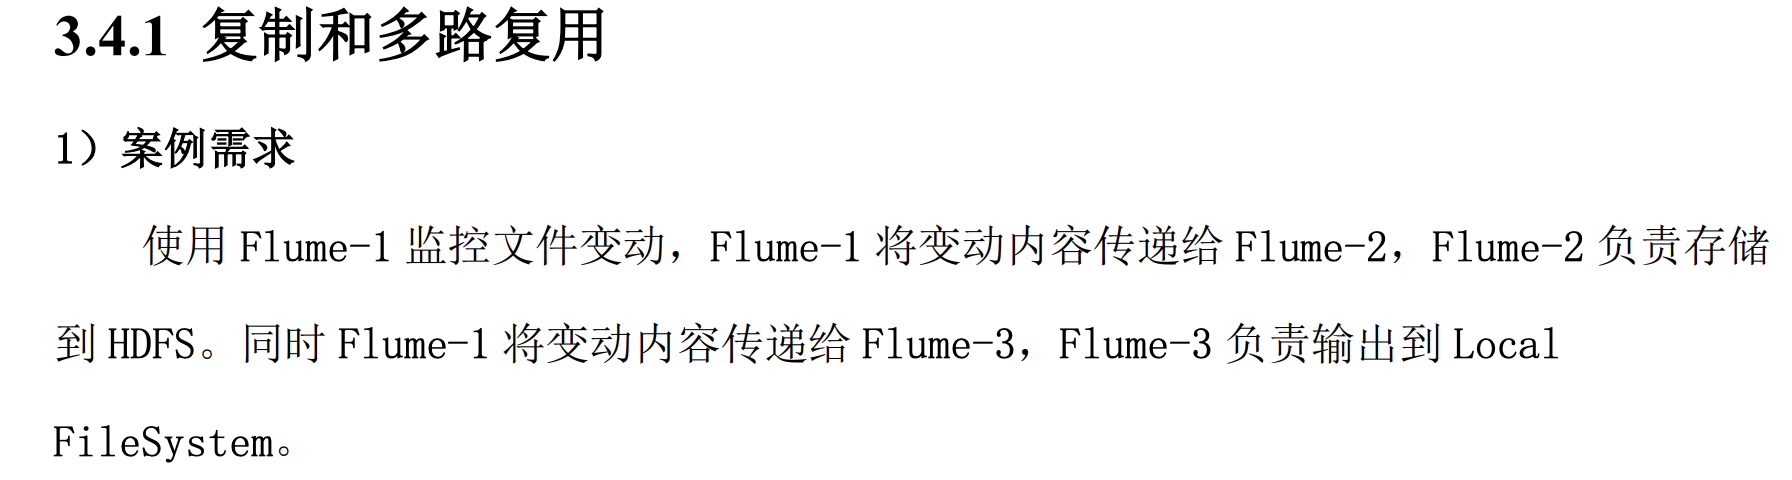 3.4.1 复制和多路复用
1）案例需求
使用 Flume-1 监控文件变动，Flume-1 将变动内容传递给 Flume-2，Flume-2 负责存储
到 HDFS。同时 Flume-1 将变动内容传递给 Flume-3，Flume-3 负责输出到 Local
FileSystem。